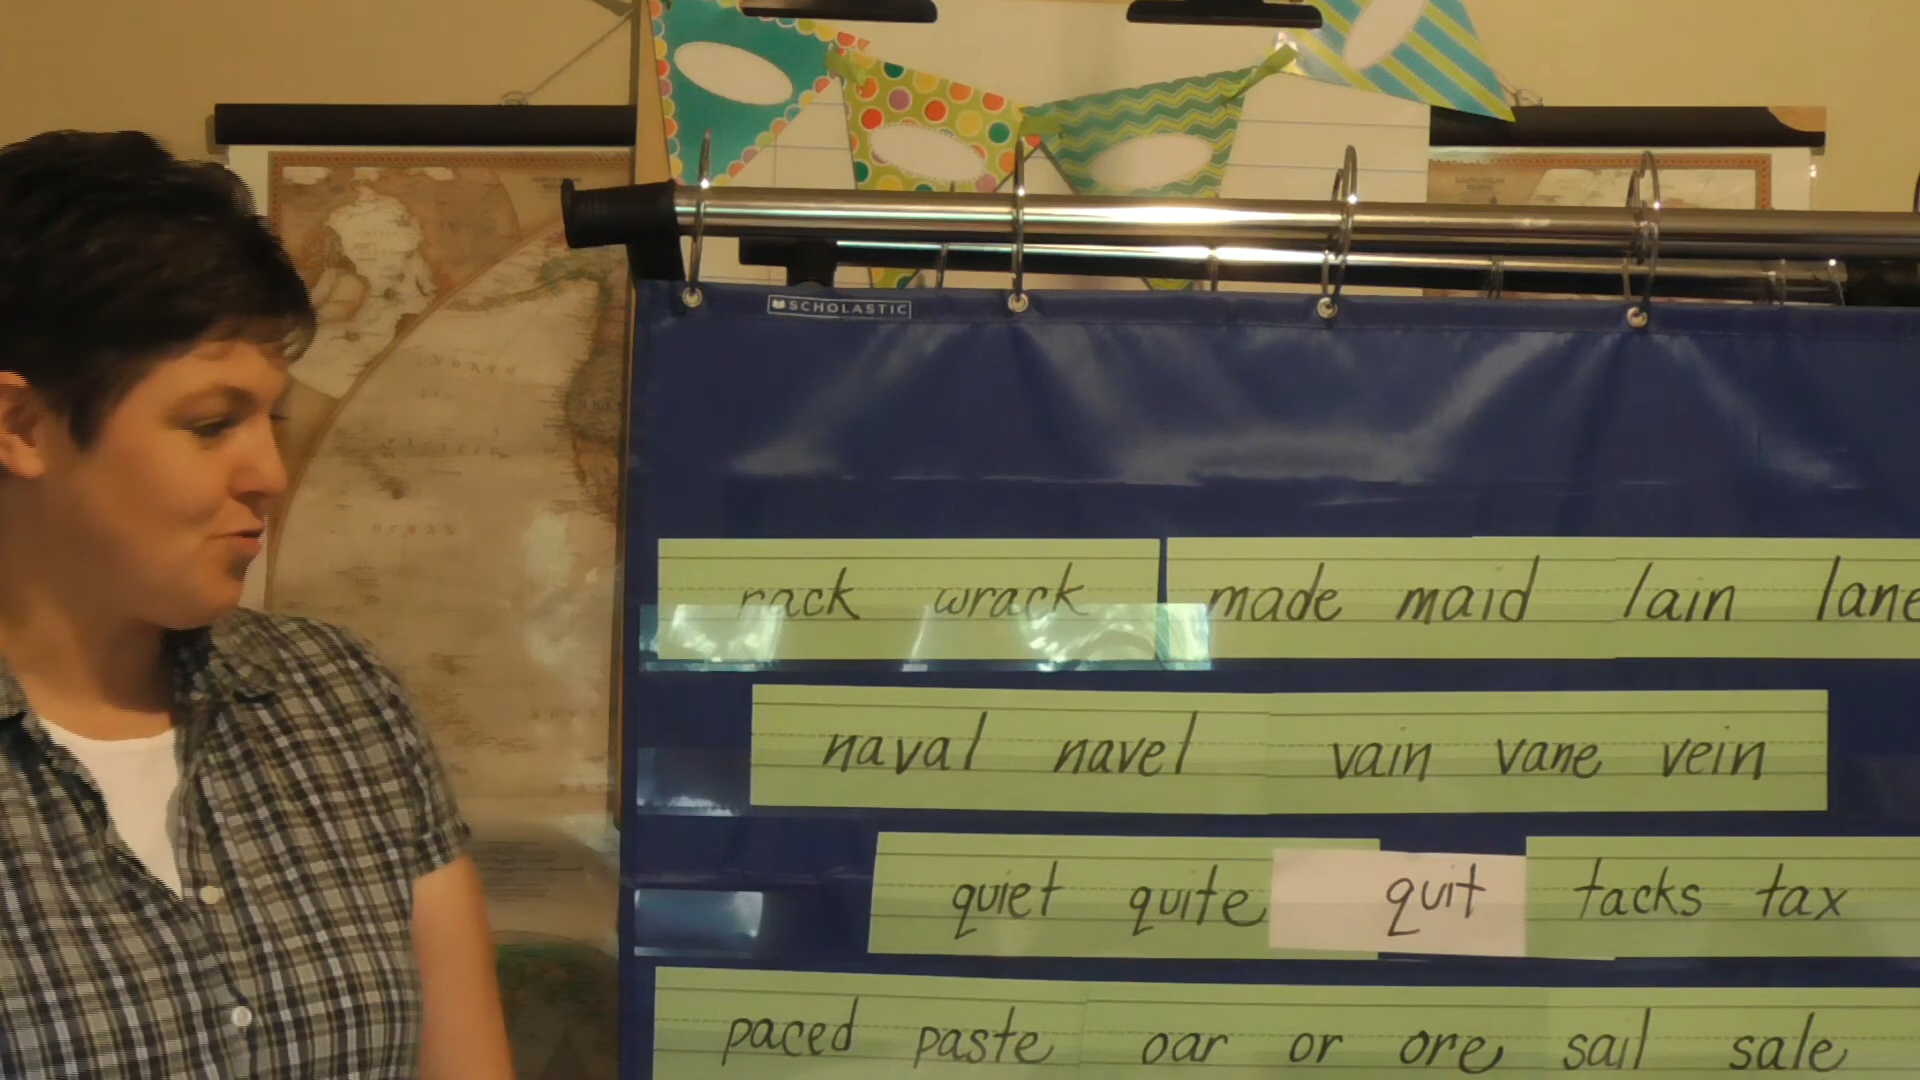 SCHOLASTIC
rack wrack made maid lain lane
naval navel vain vane vein
quiet quite quit tacks tax
paced paste oar or ore sail sale